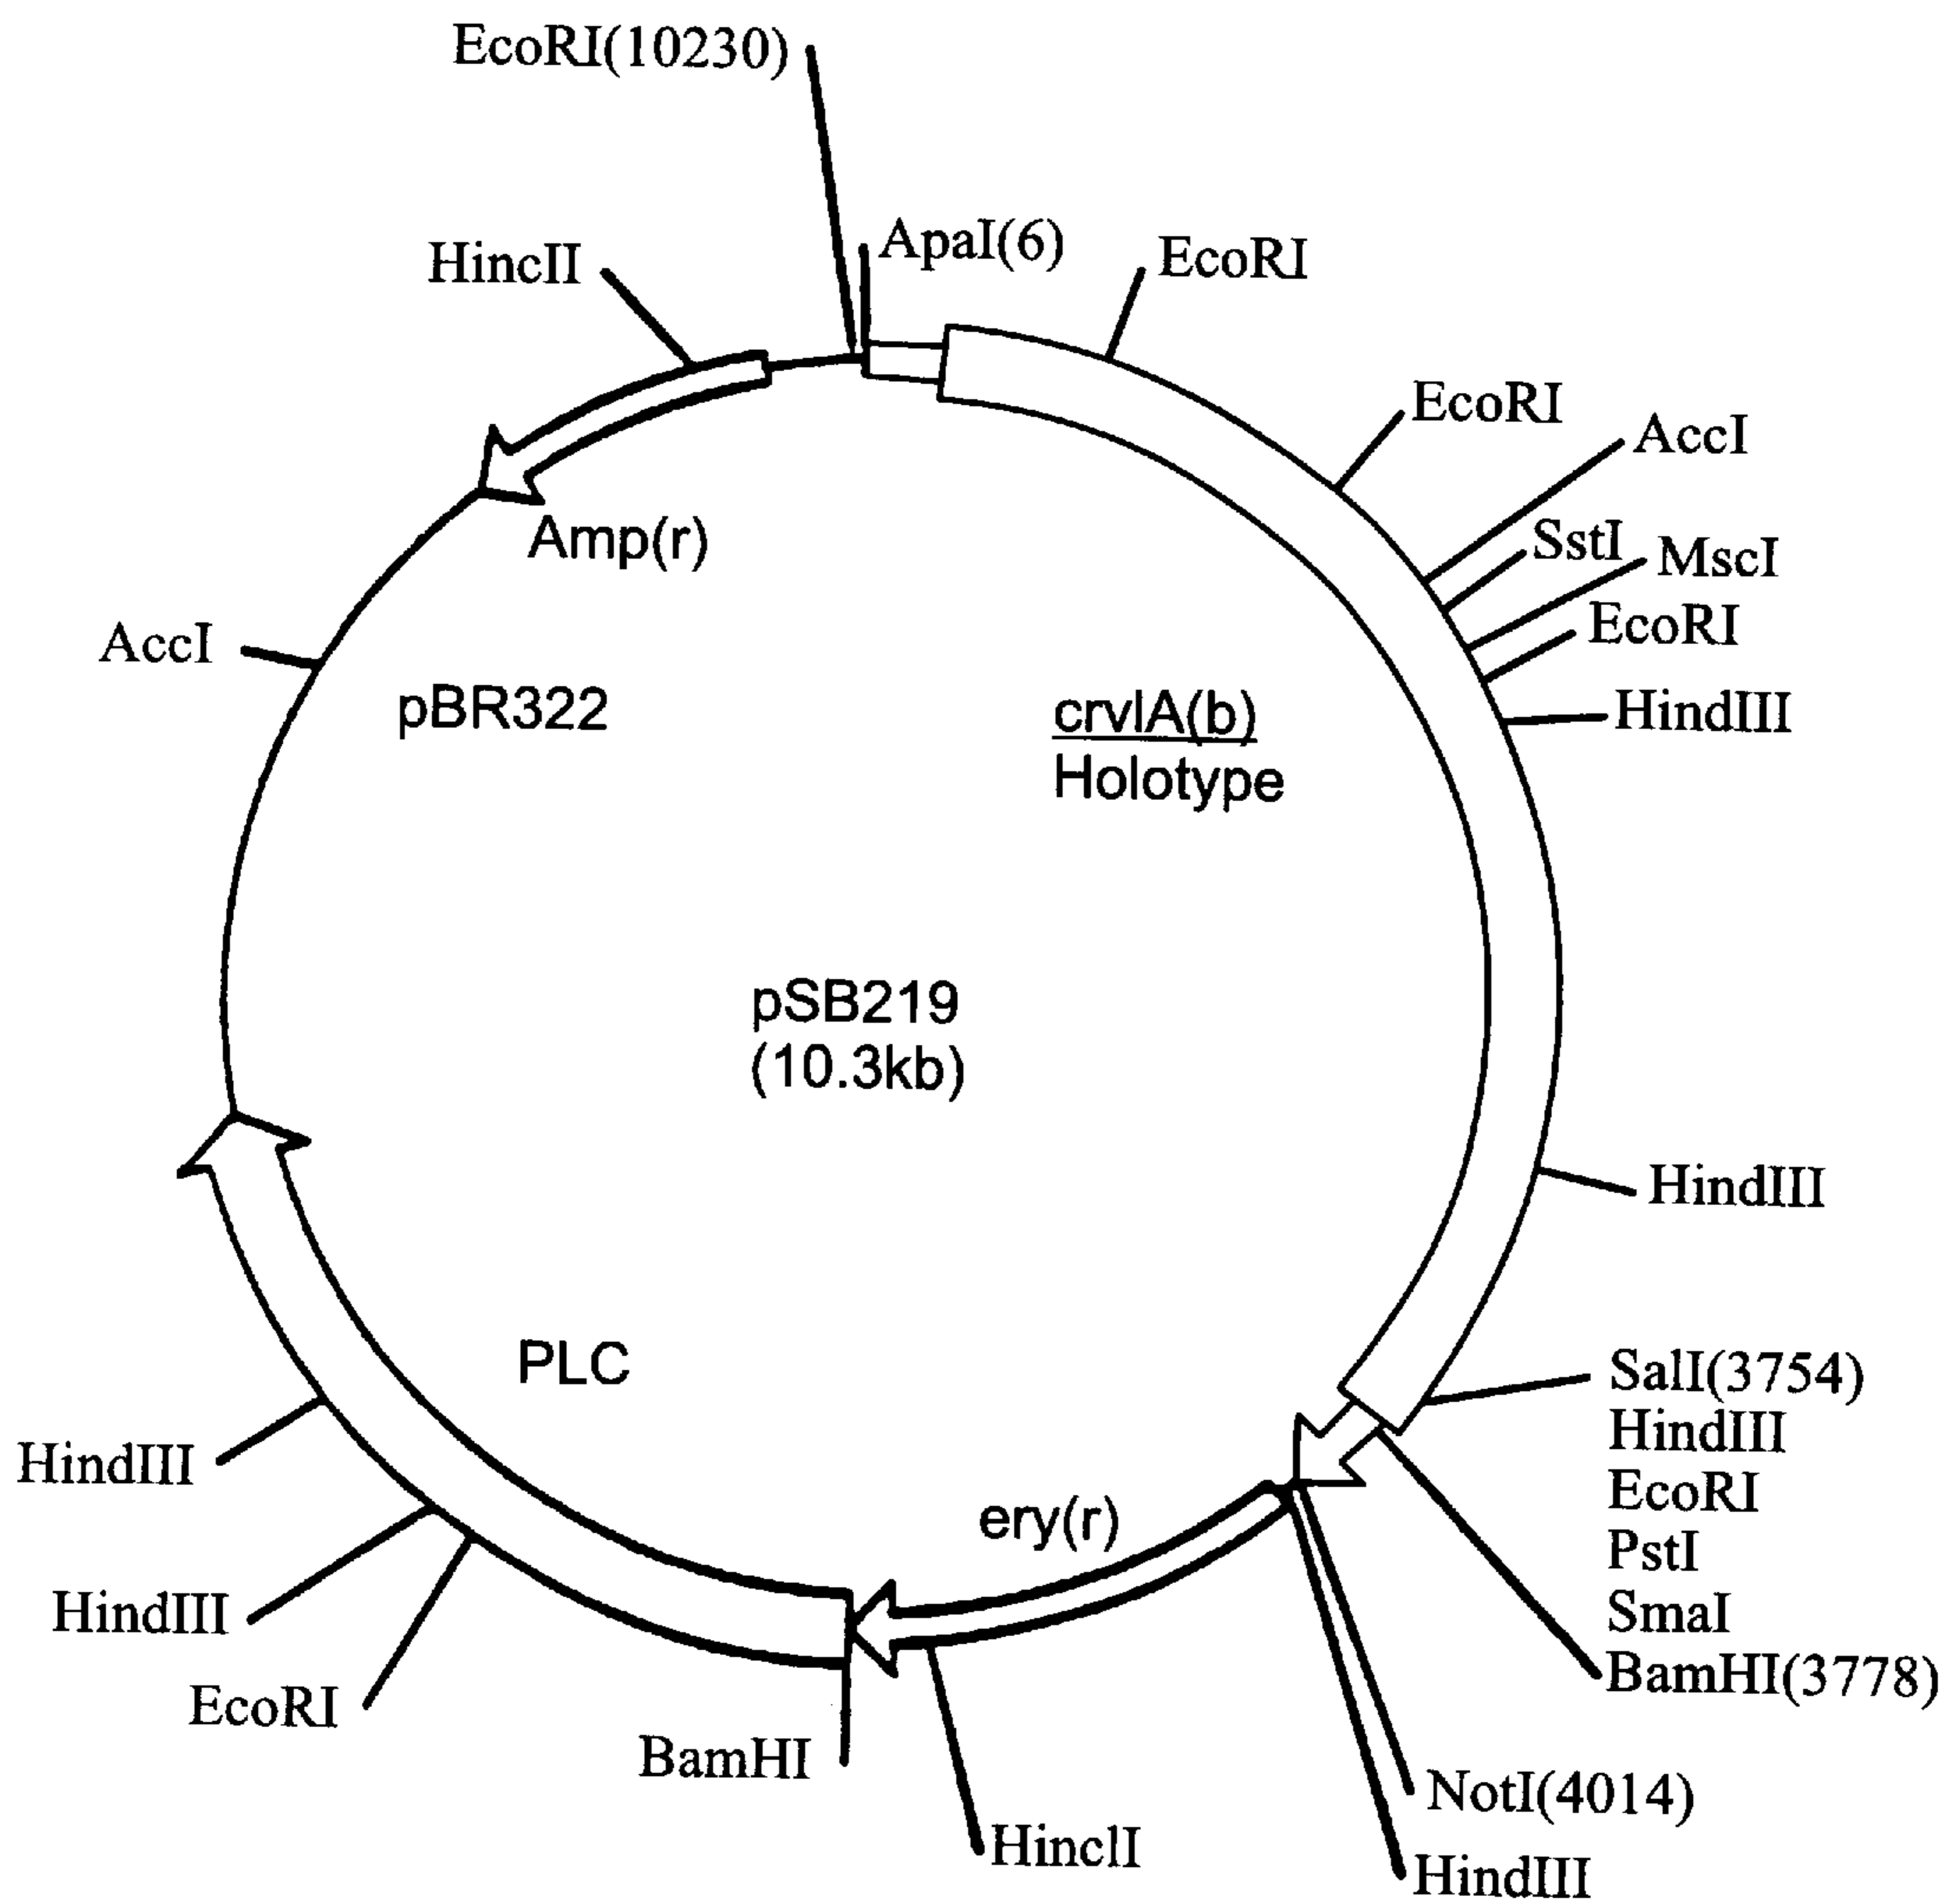 EcoRI(10230)
ApaI(6)
EcoRI
HincII
EcoRI
AccI
SstI
MscI
EcoRI
HindIII
Amp(r)
AccI
pBR322
cryIA(b)
Holotype
pSB219
(10.3kb)
HindIII
PLC
SalI(3754)
HindIII
EcoRI
PstI
SmaI
BamHI(3778)
HindIII
ery(r)
HindIII
EcoRI
BamHI
HincII
NotI(4014)
HindIII